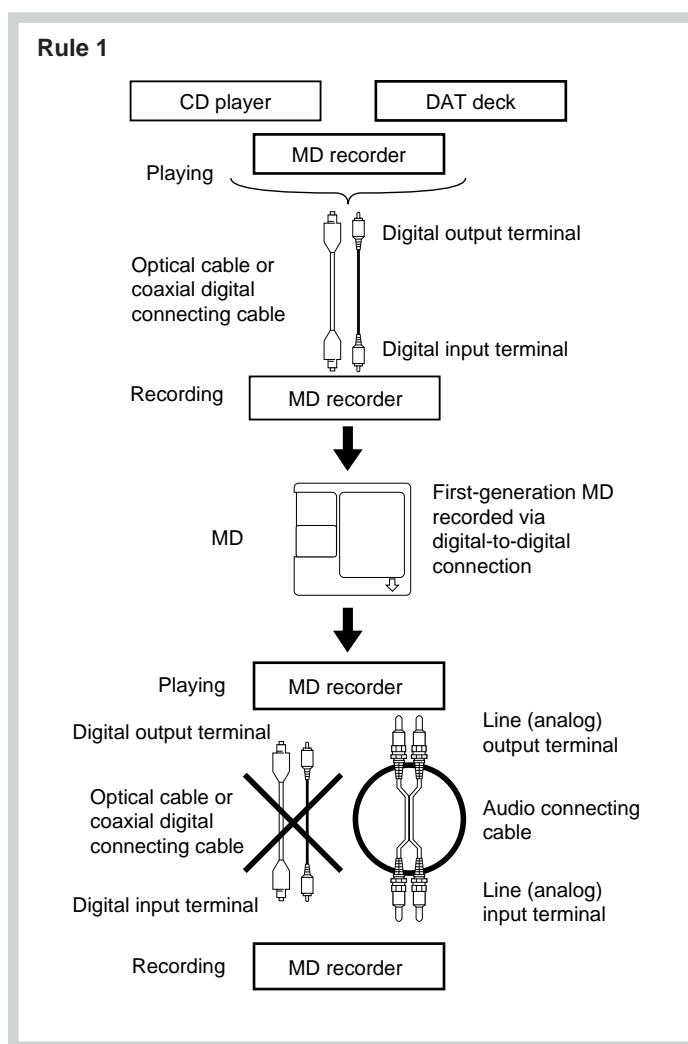 Rule 1
CD player
DAT deck
MD recorder
Playing
Digital output terminal
Optical cable or
coaxial digital
connecting cable
Digital input terminal
Recording
MD recorder
First-generation MD
recorded via
digital-to-digital
connection
MD
Playing
MD recorder
Digital output terminal
Line (analog)
output terminal
Optical cable or
coaxial digital
connecting cable
Audio connecting
cable
Digital input terminal
Line (analog)
input terminal
Recording
MD recorder